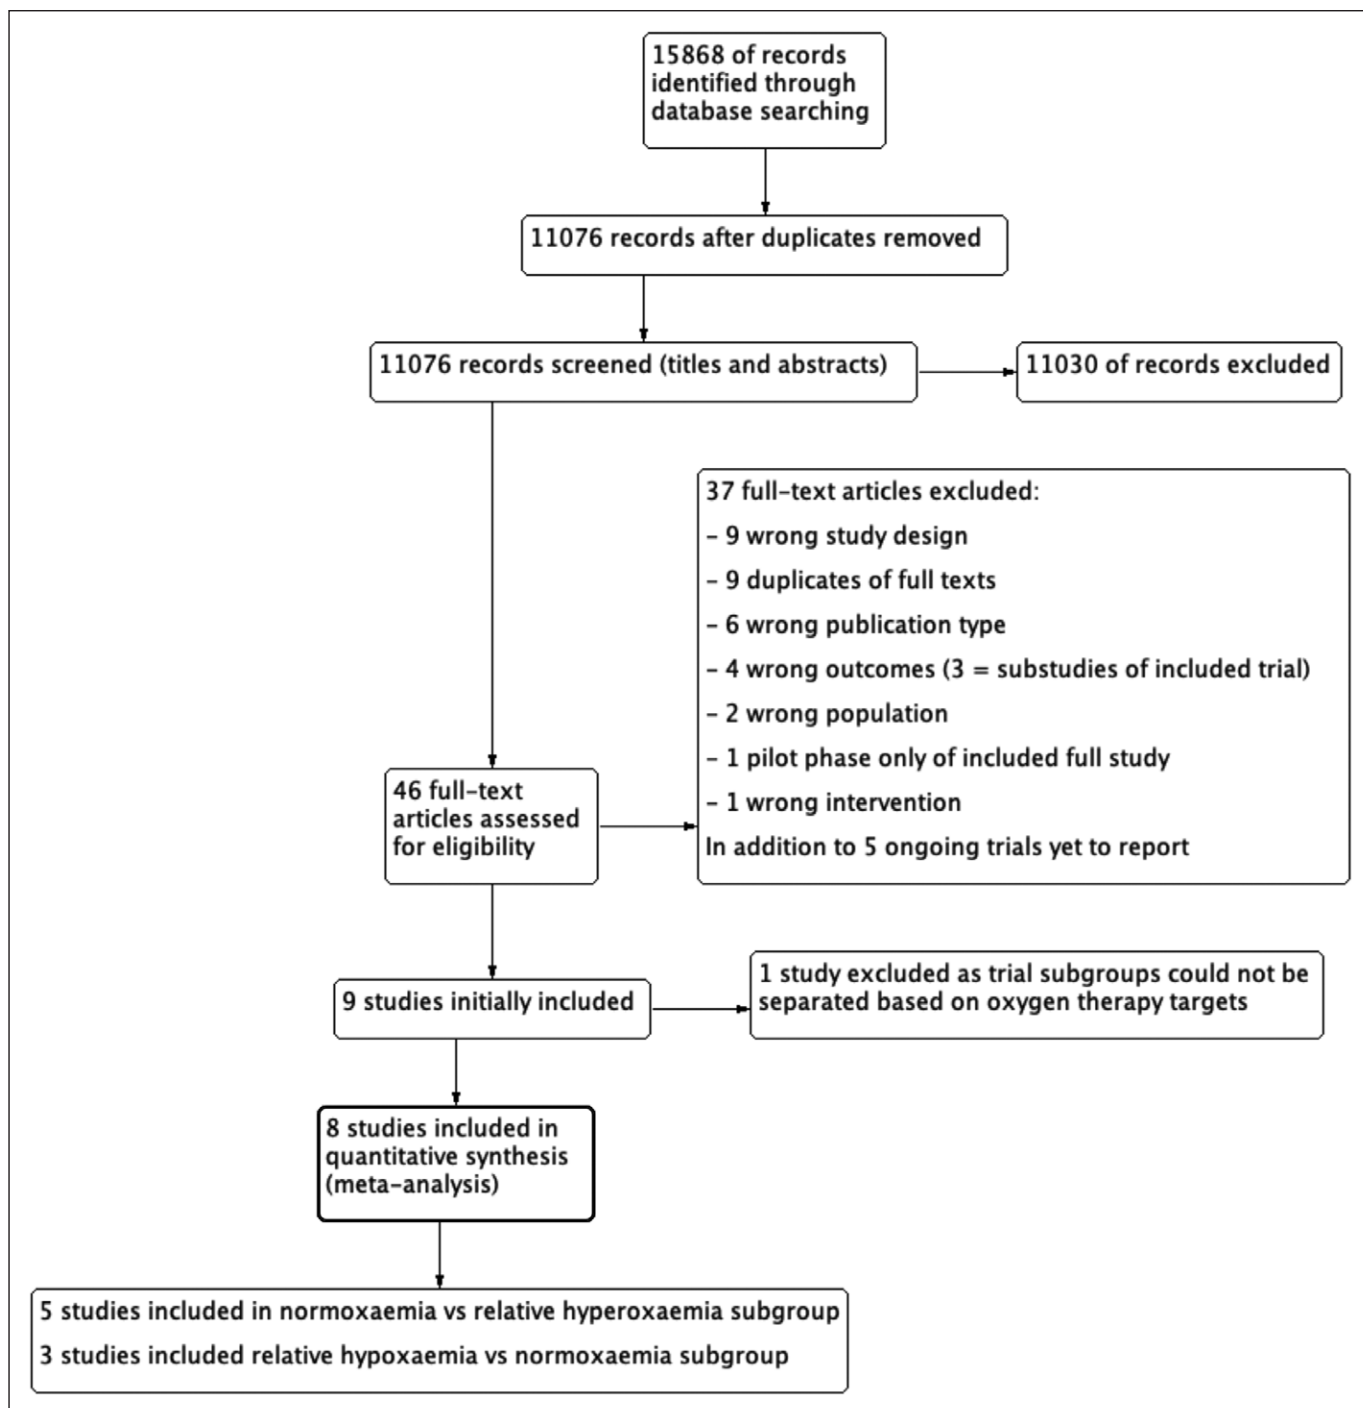 15868 of records
identified through
database searching
11076 records after duplicates removed
11076 records screened (titles and abstracts)
11030 of records excluded
37 full-text articles excluded:
- 9 wrong study design
- 9 duplicates of full texts
- 6 wrong publication type
- 4 wrong outcomes (3 = substudies of included trial)
- 2 wrong population
- 1 pilot phase only of included full study
- 1 wrong intervention
In addition to 5 ongoing trials yet to report
46 full-text
articles assessed
for eligibility
9 studies initially included
1 study excluded as trial subgroups could not be
separated based on oxygen therapy targets
8 studies included in
quantitative synthesis
(meta-analysis)
5 studies included in normoxaemia vs relative hyperoxaemia subgroup
3 studies included relative hypoxaemia vs normoxaemia subgroup